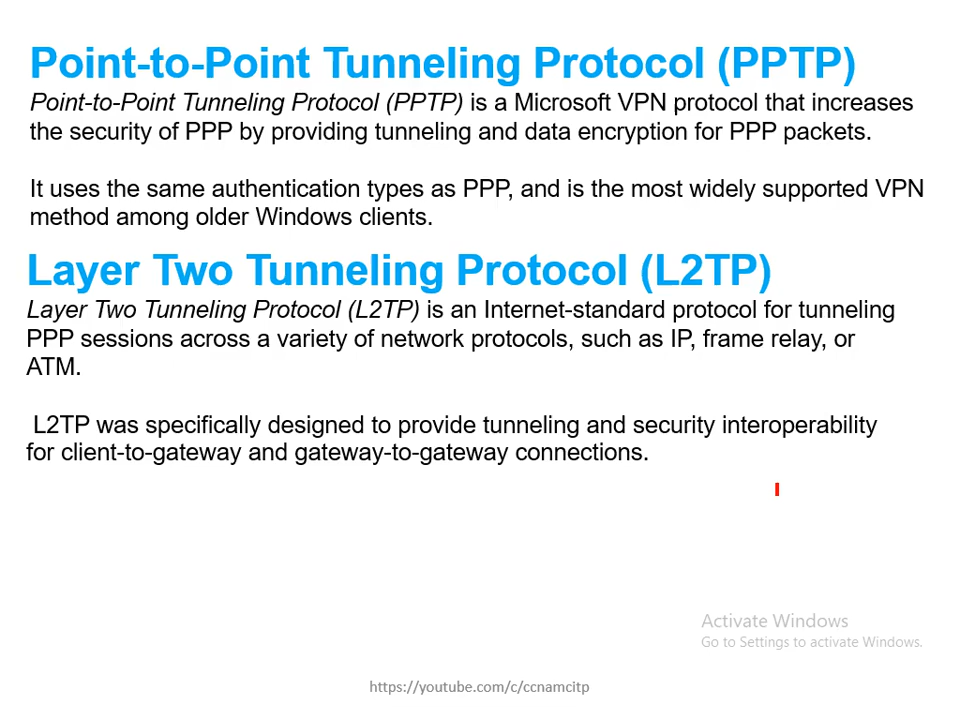 Point-to-Point Tunneling Protocol (PPTP)
Point-to-Point Tunneling Protocol (PPTP) is a Microsoft VPN protocol that increases
the security of PPP by providing tunneling and data encryption for PPP packets.
It uses the same authentication types as PPP, and is the most widely supported VPN
method among older Windows clients.
Layer Two Tunneling Protocol (L2TP)
Layer Two Tunneling Protocol (L2TP) is an Internet-standard protocol for tunneling
PPP sessions across a variety of network protocols, such as IP, frame relay, or
ATM.
L2TP was specifically designed to provide tunneling and security interoperability
for client-to-gateway and gateway-to-gateway connections.
Activate Windows
Go to Settings to activate Windows.
https://youtube.com/c/ccnamcitp